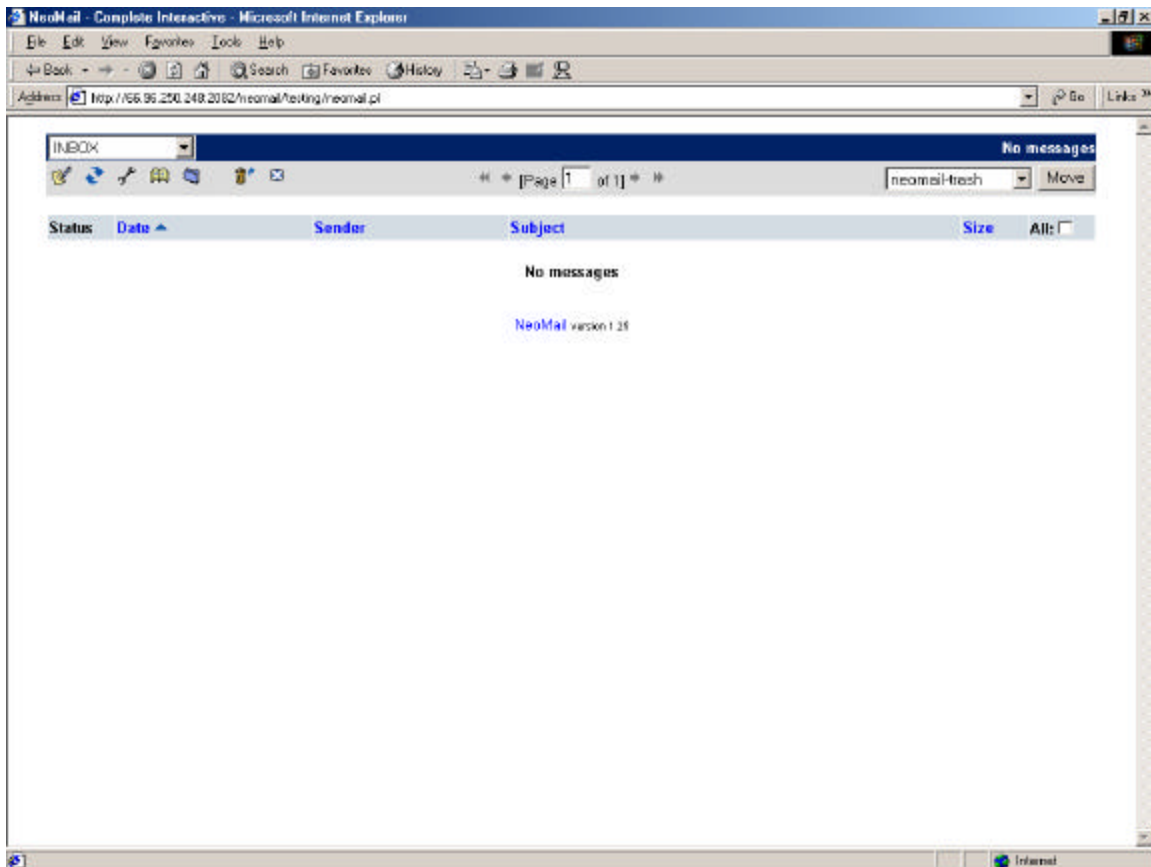 NeoMail - Complete Interactive - Microsoft Internet Explorer
File Edit View Favorites Tools Help
Back Search Favorites History
Address http://66.96.250.248:2082/neomail/testing/neomail.pl Go Links »
INBOX No messages
[Page 1 of 1] neomail-trash Move
Status Date Sender Subject Size All:
No messages
NeoMail version 1.25
Internet